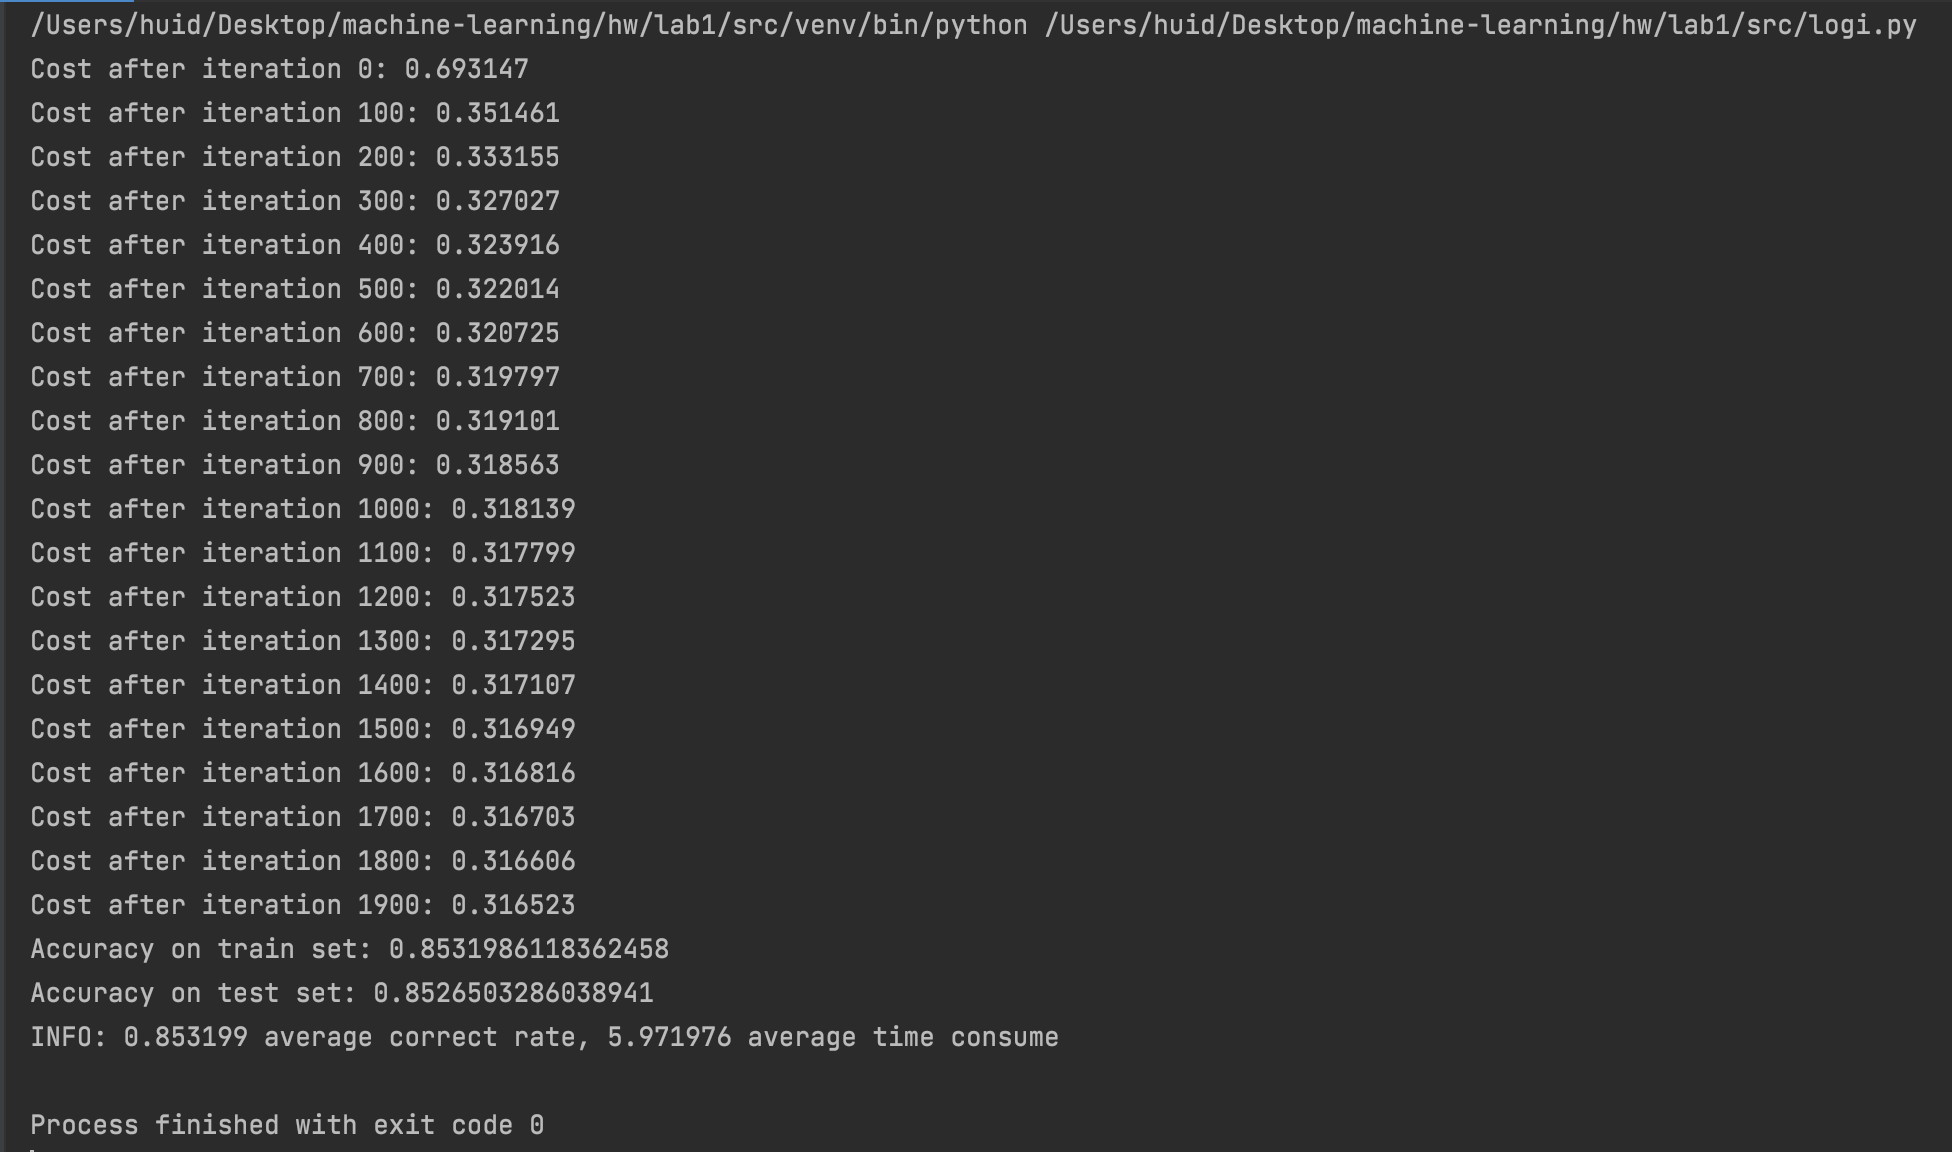 /Users/huid/Desktop/machine-learning/hw/lab1/src/venv/bin/python /Users/huid/Desktop/machine-learning/hw/lab1/src/logi.py
Cost after iteration 0: 0.693147
Cost after iteration 100: 0.351461
Cost after iteration 200: 0.333155
Cost after iteration 300: 0.327027
Cost after iteration 400: 0.323916
Cost after iteration 500: 0.322014
Cost after iteration 600: 0.320725
Cost after iteration 700: 0.319797
Cost after iteration 800: 0.319101
Cost after iteration 900: 0.318563
Cost after iteration 1000: 0.318139
Cost after iteration 1100: 0.317799
Cost after iteration 1200: 0.317523
Cost after iteration 1300: 0.317295
Cost after iteration 1400: 0.317107
Cost after iteration 1500: 0.316949
Cost after iteration 1600: 0.316816
Cost after iteration 1700: 0.316703
Cost after iteration 1800: 0.316606
Cost after iteration 1900: 0.316523
Accuracy on train set: 0.8531986118362458
Accuracy on test set: 0.8526503286038941
INFO: 0.853199 average correct rate, 5.971976 average time consume
Process finished with exit code 0